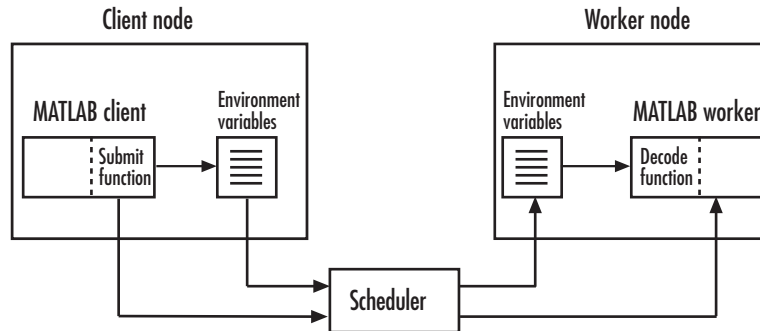 Client node
MATLAB client
Environment
variables
Submit
function
Scheduler
Worker node
Environment
variables
MATLAB worker
Decode
function